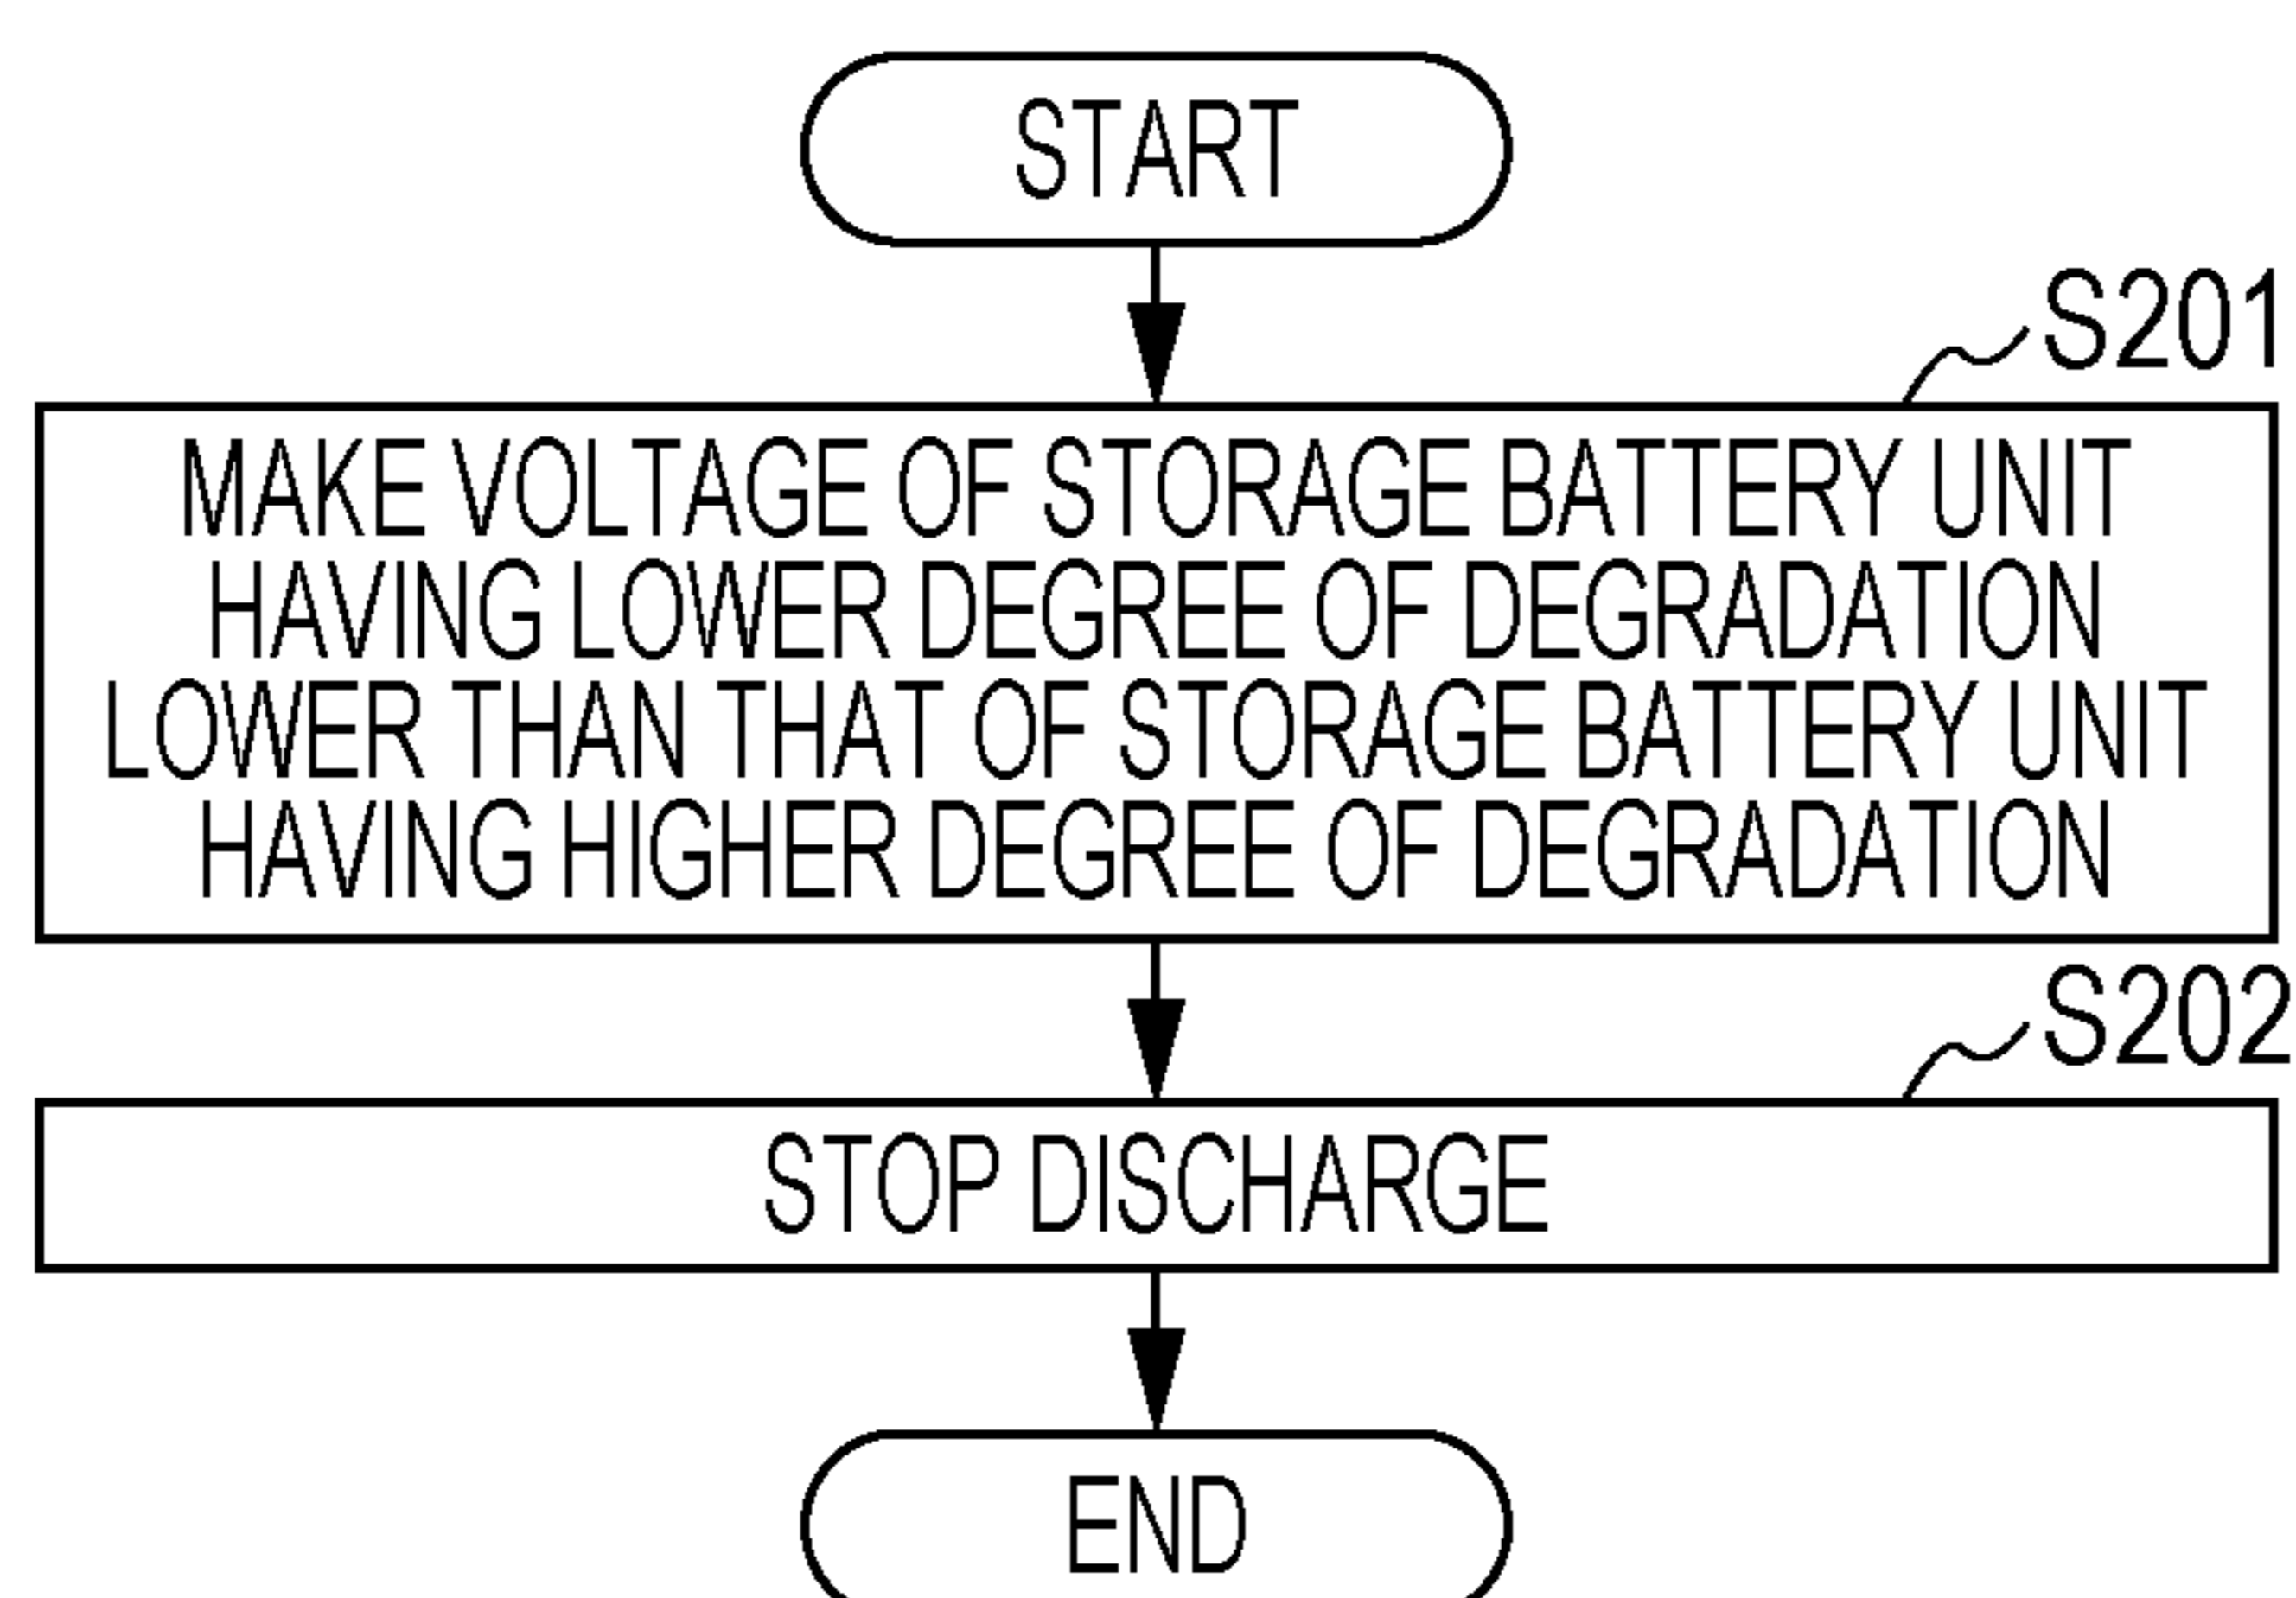 START
S201
MAKE VOLTAGE OF STORAGE BATTERY UNIT
HAVING LOWER DEGREE OF DEGRADATION
LOWER THAN THAT OF STORAGE BATTERY UNIT
HAVING HIGHER DEGREE OF DEGRADATION
S202
STOP DISCHARGE
END